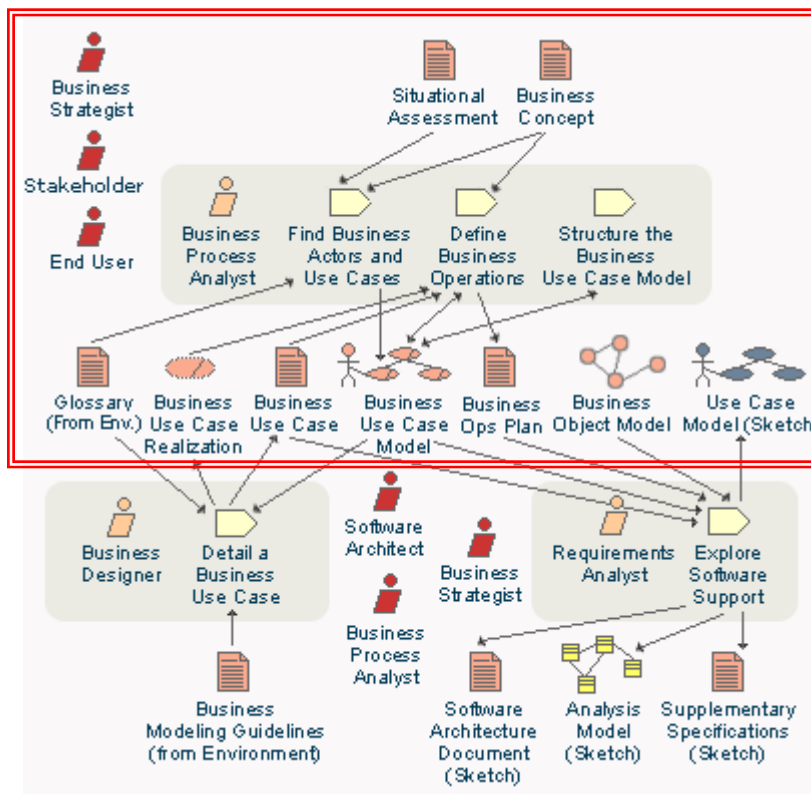 Business
Strategist
Situational
Assessment
Business
Concept
Stakeholder
End User
Business
Process
Analyst
Find Business
Actors and
Use Cases
Define
Business
Operations
Structure the
Business
Use Case Model
Glossary
(From Env.)
Business
Use Case
Realization
Business
Use Case
Business
Use Case
Model
Business
Ops Plan
Business
Object Model
Use Case
Model (Sketch)
Business
Designer
Detail a
Business
Use Case
Software
Architect
Business
Strategist
Business
Process
Analyst
Requirements
Analyst
Explore
Software
Support
Business
Modeling Guidelines
(from Environment)
Software
Architecture
Document
(Sketch)
Analysis
Model
(Sketch)
Supplementary
Specifications
(Sketch)